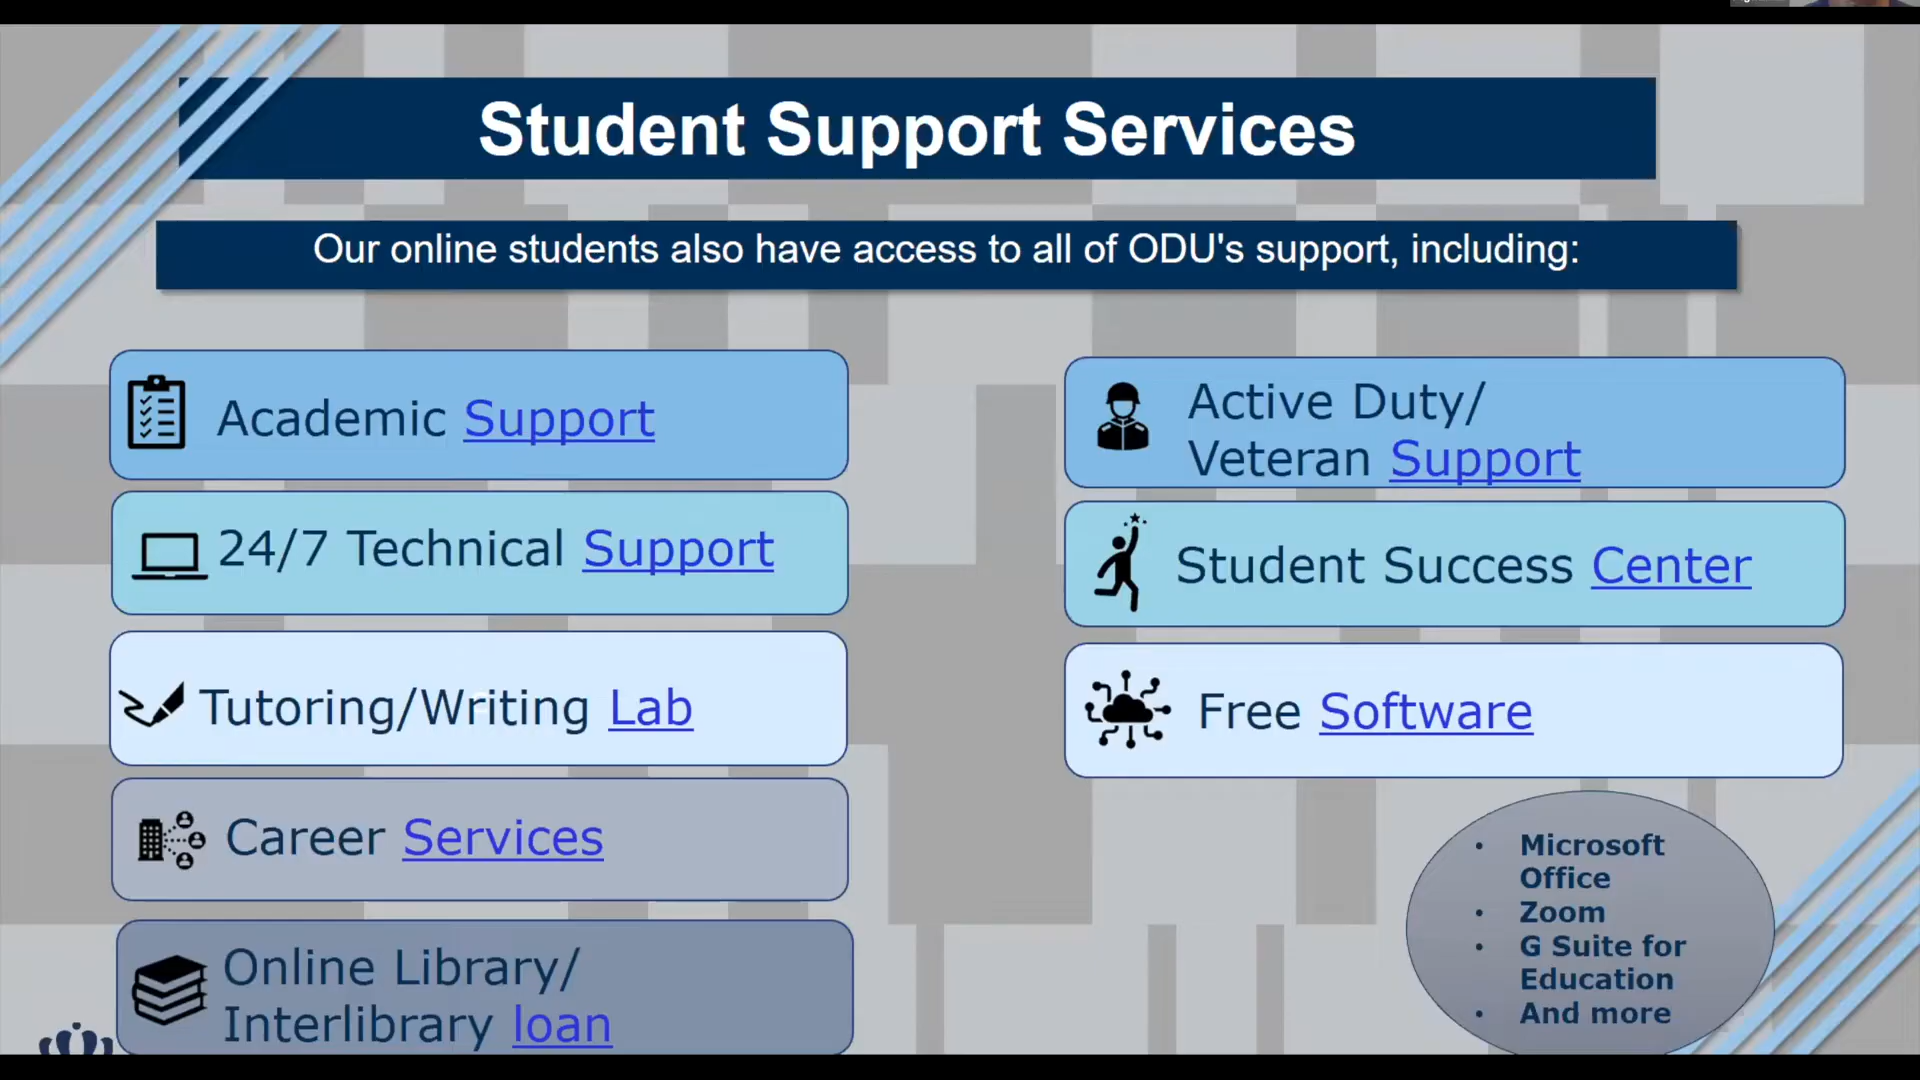 Student Support Services
Our online students also have access to all of ODU's support, including:
Academic Support
24/7 Technical Support
Tutoring/Writing Lab
Career Services
Online Library/
Interlibrary loan
Active Duty/
Veteran Support
Student Success Center
Free Software
• Microsoft
Office
• Zoom
• G Suite for
Education
• And more